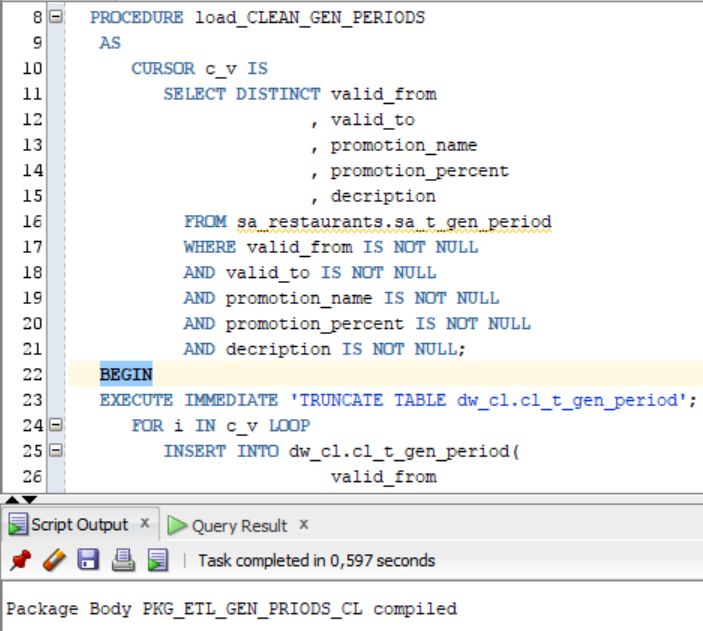 8 PROCEDURE load_CLEAN_GEN_PERIODS
9 AS
10 CURSOR c_v IS
11 SELECT DISTINCT valid_from
12 , valid_to
13 , promotion_name
14 , promotion_percent
15 , decription
16 FROM sa_restaurants.sa_t_gen_period
17 WHERE valid_from IS NOT NULL
18 AND valid_to IS NOT NULL
19 AND promotion_name IS NOT NULL
20 AND promotion_percent IS NOT NULL
21 AND decription IS NOT NULL;
22 BEGIN
23 EXECUTE IMMEDIATE 'TRUNCATE TABLE dw_cl.cl_t_gen_period';
24 FOR i IN c_v LOOP
25 INSERT INTO dw_cl.cl_t_gen_period(
26 valid_from
Script Output x Query Result x
Task completed in 0,597 seconds
Package Body PKG_ETL_GEN_PRIODS_CL compiled